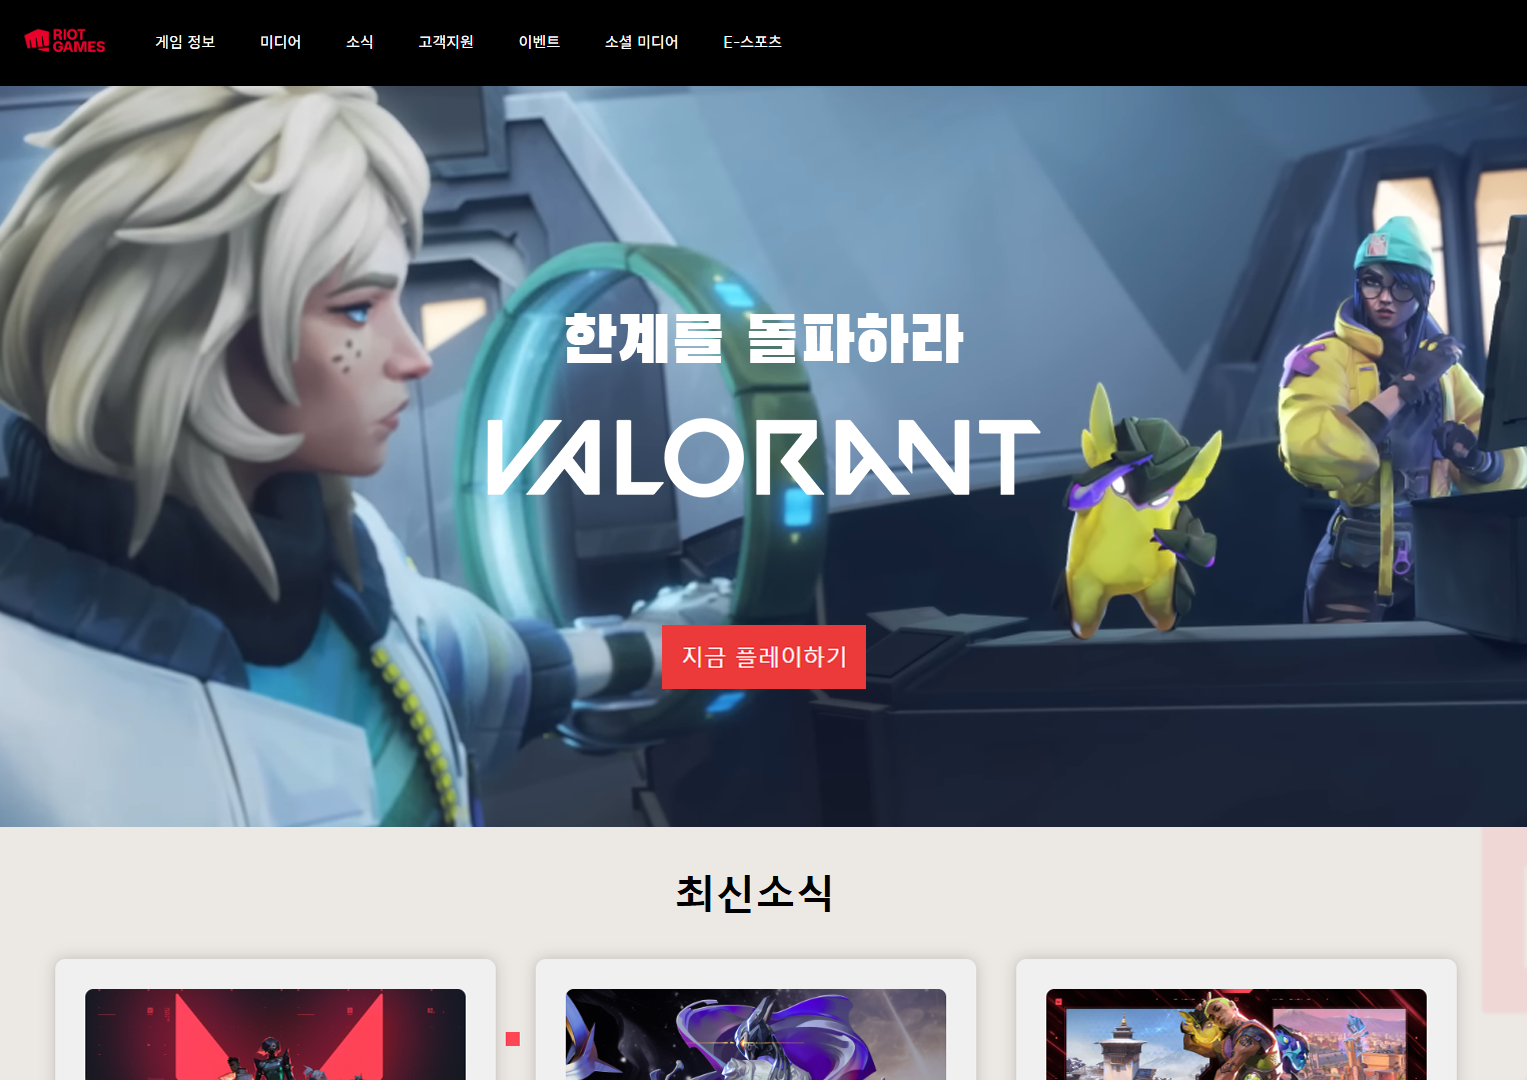 RIOT
GAMES
게임 정보
미디어
소식
고객지원
이벤트
소셜 미디어
E-스포츠
한계를 돌파하라
VALORANT
지금 플레이하기
최신소식